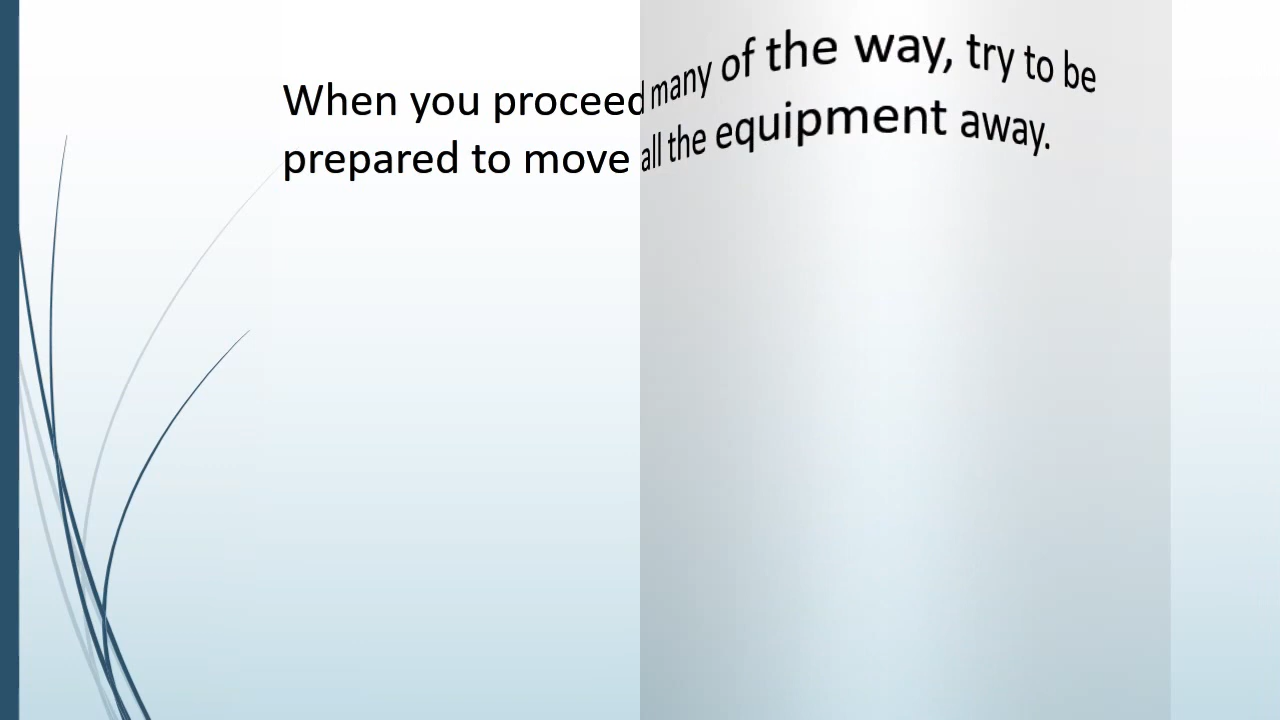 When you proceed many of the way, try to be
prepared to move all the equipment away.